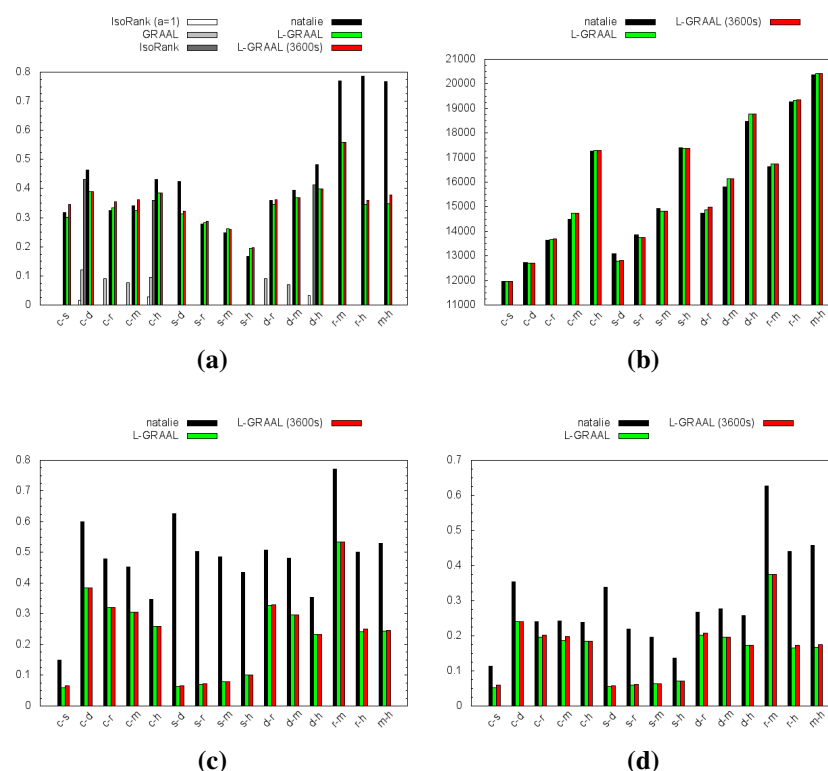 IsoRank (a=1)
GRAAL
IsoRank
natalie
L-GRAAL
L-GRAAL (3600s)
0.8
0.7
0.6
0.5
0.4
0.3
0.2
0.1
0
c-s c-d c-r c-m c-h s-d s-r s-m s-h d-r d-m d-h r-m r-h m-h
(a)
natalie
L-GRAAL
L-GRAAL (3600s)
21000
20000
19000
18000
17000
16000
15000
14000
13000
12000
11000
c-s c-d c-r c-m c-h s-d s-r s-m s-h d-r d-m d-h r-m r-h m-h
(b)
natalie
L-GRAAL
L-GRAAL (3600s)
0.8
0.7
0.6
0.5
0.4
0.3
0.2
0.1
0
c-s c-d c-r c-m c-h s-d s-r s-m s-h d-r d-m d-h r-m r-h m-h
(c)
natalie
L-GRAAL
L-GRAAL (3600s)
0.7
0.6
0.5
0.4
0.3
0.2
0.1
0
c-s c-d c-r c-m c-h s-d s-r s-m s-h d-r d-m d-h r-m r-h m-h
(d)